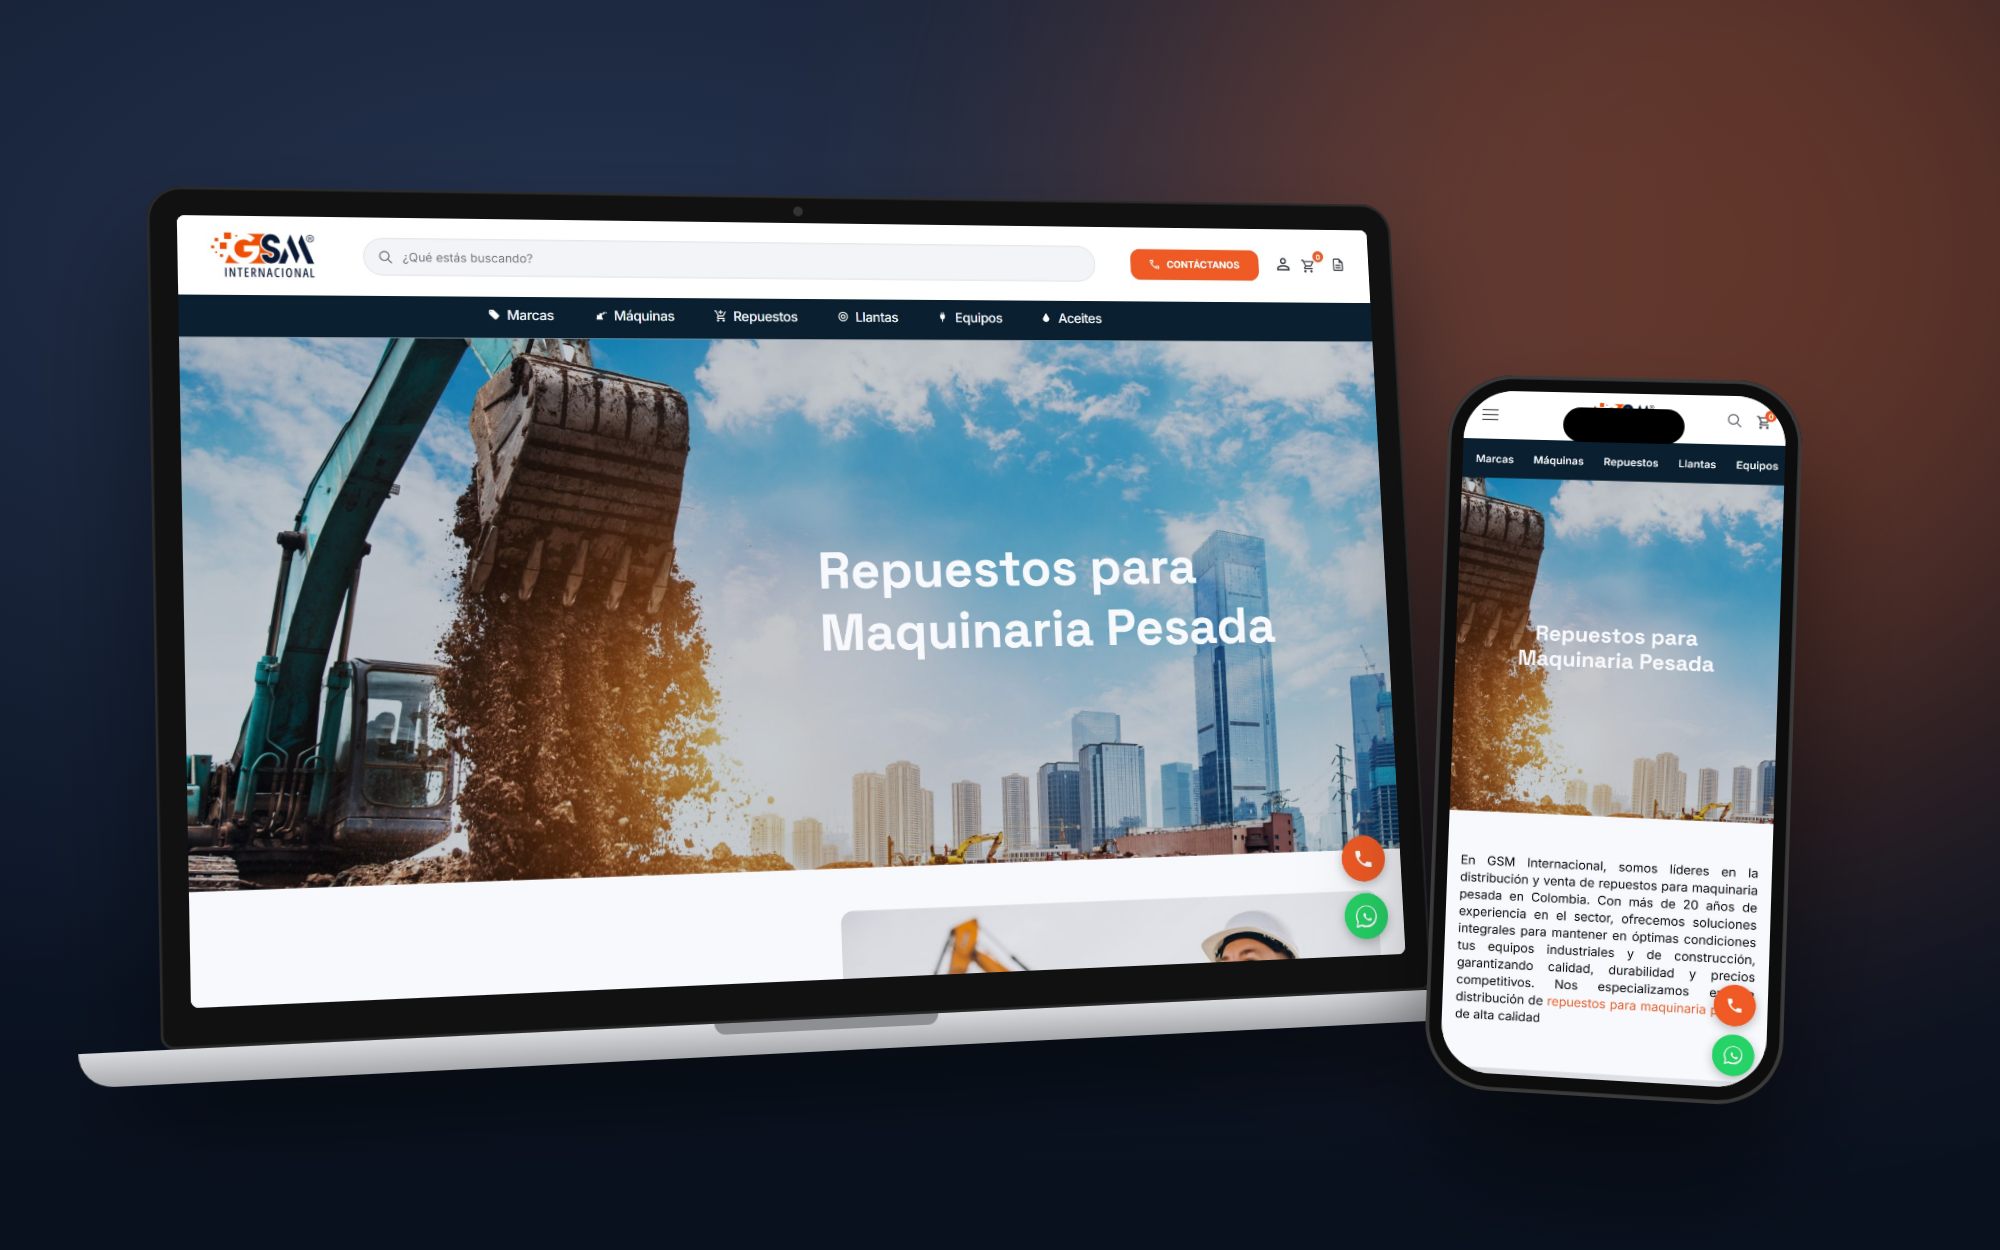 GSM®
INTERNACIONAL
¿Qué estás buscando?
CONTÁCTANOS
0
Marcas Máquinas Repuestos Llantas Equipos Aceites
Repuestos para
Maquinaria Pesada
0
Marcas Máquinas Repuestos Llantas Equipos
Repuestos para
Maquinaria Pesada
En GSM Internacional, somos líderes en la
distribución y venta de repuestos para maquinaria
pesada en Colombia. Con más de 20 años de
experiencia en el sector, ofrecemos soluciones
integrales para mantener en óptimas condiciones
tus equipos industriales y de construcción,
garantizando calidad, durabilidad y precios
competitivos. Nos especializamos
distribución de repuestos para maquinaria
de alta calidad